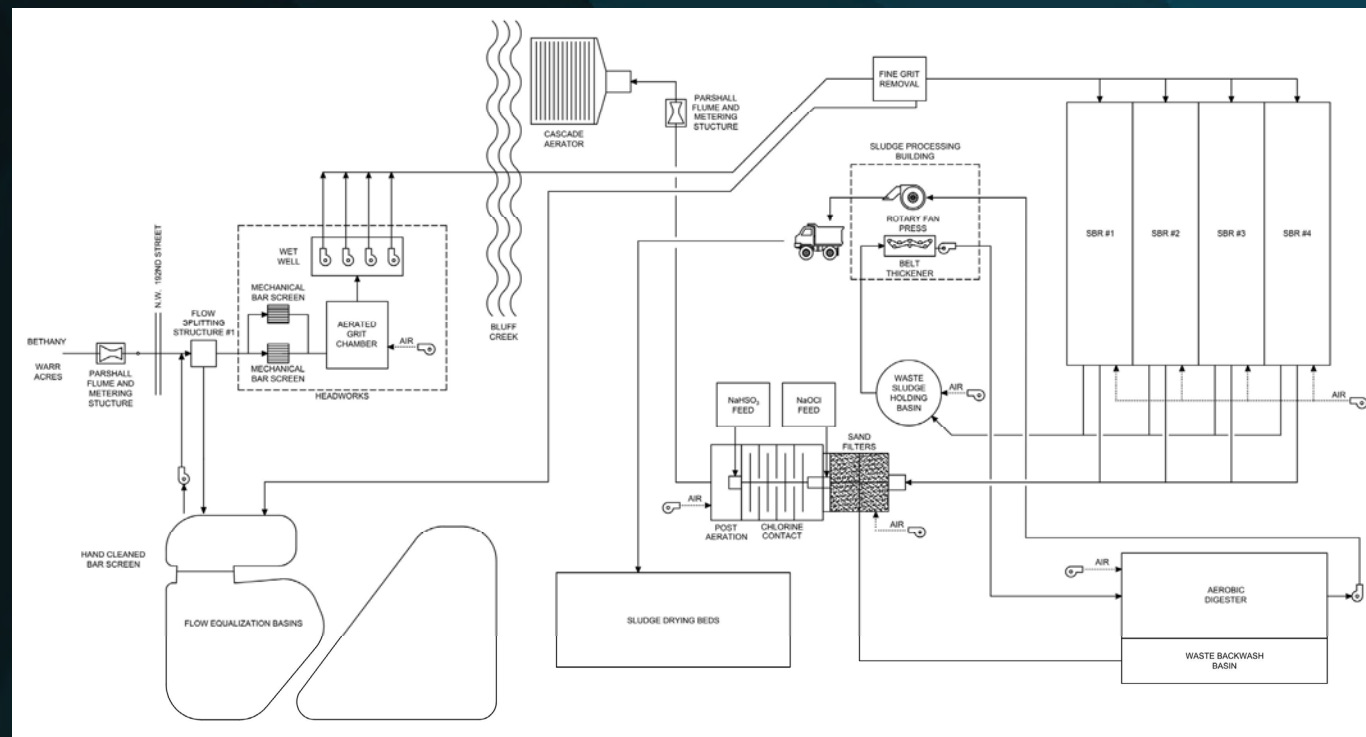 FINE GRIT
REMOVAL
PARSHALL
FLUME AND
METERING
STUCTURE
CASCADE
AERATOR
SLUDGE PROCESSING
BUILDING
ROTARY FAN
PRESS
BELT
THICKENER
SBR #1
SBR #2
SBR #3
SBR #4
N.W. 192ND STREET
WET
WELL
MECHANICAL
BAR SCREEN
FLOW
SPLITTING
STRUCTURE #1
AERATED
GRIT
CHAMBER
AIR
BLUFF
CREEK
BETHANY
WARR
ACRES
PARSHALL
FLUME AND
METERING
STUCTURE
MECHANICAL
BAR SCREEN
HEADWORKS
WASTE
SLUDGE
HOLDING
BASIN
AIR
AIR
NaHSO3
FEED
NaOCl
FEED
SAND
FILTERS
AIR
POST
AERATION
CHLORINE
CONTACT
AIR
HAND CLEANED
BAR SCREEN
FLOW EQUALIZATION BASINS
SLUDGE DRYING BEDS
AIR
AEROBIC
DIGESTER
WASTE BACKWASH
BASIN